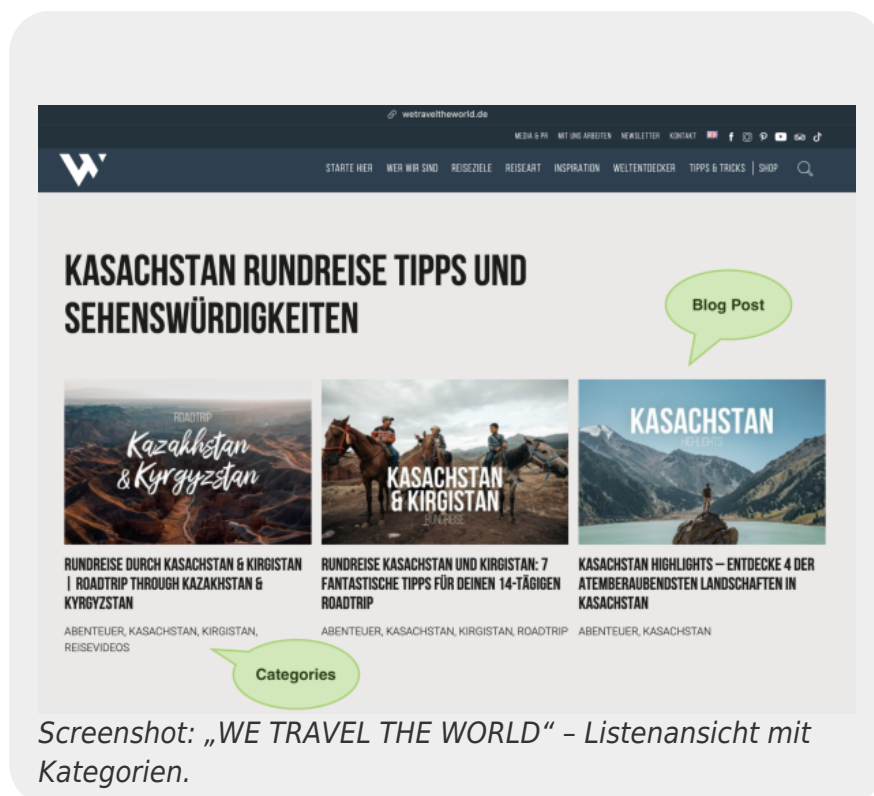 wetraveltheworld.de
MEDIA & PR MIT UNS ARBEITEN NEWSLETTER KONTAKT
STARTE HIER WER WIR SIND REISEZIELE REISEART INSPIRATION WELTENTDECKER TIPPS & TRICKS | SHOP
KASACHSTAN RUNDREISE TIPPS UND
SEHENSWÜRDIGKEITEN
Blog Post
ROADTRIP
Kazakhstan
& Kyrgyzstan
KASACHSTAN
& KIRGISTAN
RUNDREISE
KASACHSTAN
HIGHLIGHTS
RUNDREISE DURCH KASACHSTAN & KIRGISTAN
| ROADTRIP THROUGH KAZAKHSTAN &
KYRGYZSTAN
ABENTEUER, KASACHSTAN, KIRGISTAN,
REISEVIDEOS
RUNDREISE KASACHSTAN UND KIRGISTAN: 7
FANTASTISCHE TIPPS FÜR DEINEN 14-TÄGIGEN
ROADTRIP
ABENTEUER, KASACHSTAN, KIRGISTAN, ROADTRIP
KASACHSTAN HIGHLIGHTS – ENTDECKE 4 DER
ATEMBERAUBENDSTEN LANDSCHAFTEN IN
KASACHSTAN
ABENTEUER, KASACHSTAN
Categories
Screenshot: „WE TRAVEL THE WORLD“ – Listenansicht mit
Kategorien.